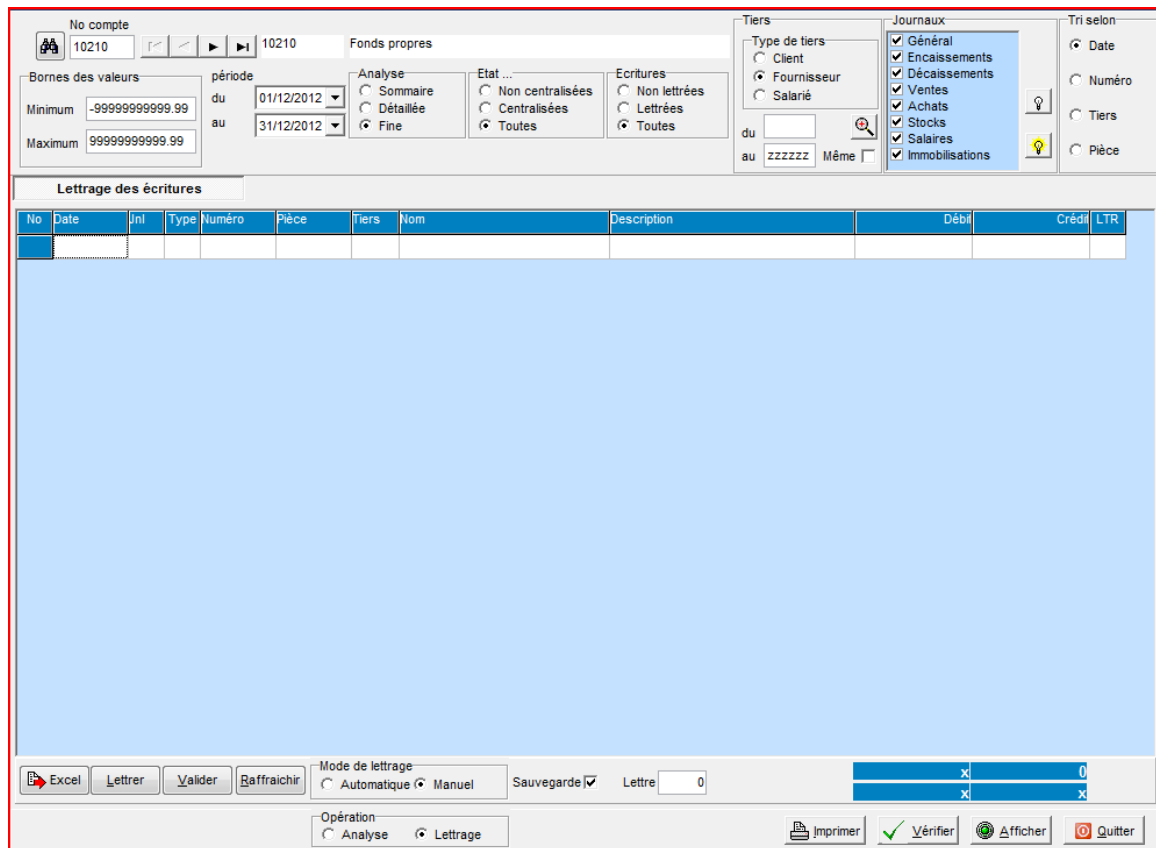 No compte
10210
10210 Fonds propres
Bornes des valeurs
Minimum -99999999999.99
Maximum 99999999999.99
période
du 01/12/2012
au 31/12/2012
Analyse
Sommaire
Détaillée
Fine
Etat ...
Non centralisées
Centralisées
Toutes
Ecritures
Non lettrées
Lettrées
Toutes
Tiers
Type de tiers
Client
Fournisseur
Salarié
du
au zzzzzz Même
Journaux
Général
Encaissements
Décaissements
Ventes
Achats
Stocks
Salaires
Immobilisations
Tri selon
Date
Numéro
Tiers
Pièce
Lettrage des écritures
No Date Jnl Type Numéro Pièce Tiers Nom Description Débit Crédit LTR
Excel Lettrer Valider Raffraichir
Mode de lettrage
Automatique Manuel
Sauvegarde
Lettre 0
x 0
x x
Opération
Analyse Lettrage
Imprimer Vérifier Afficher Quitter